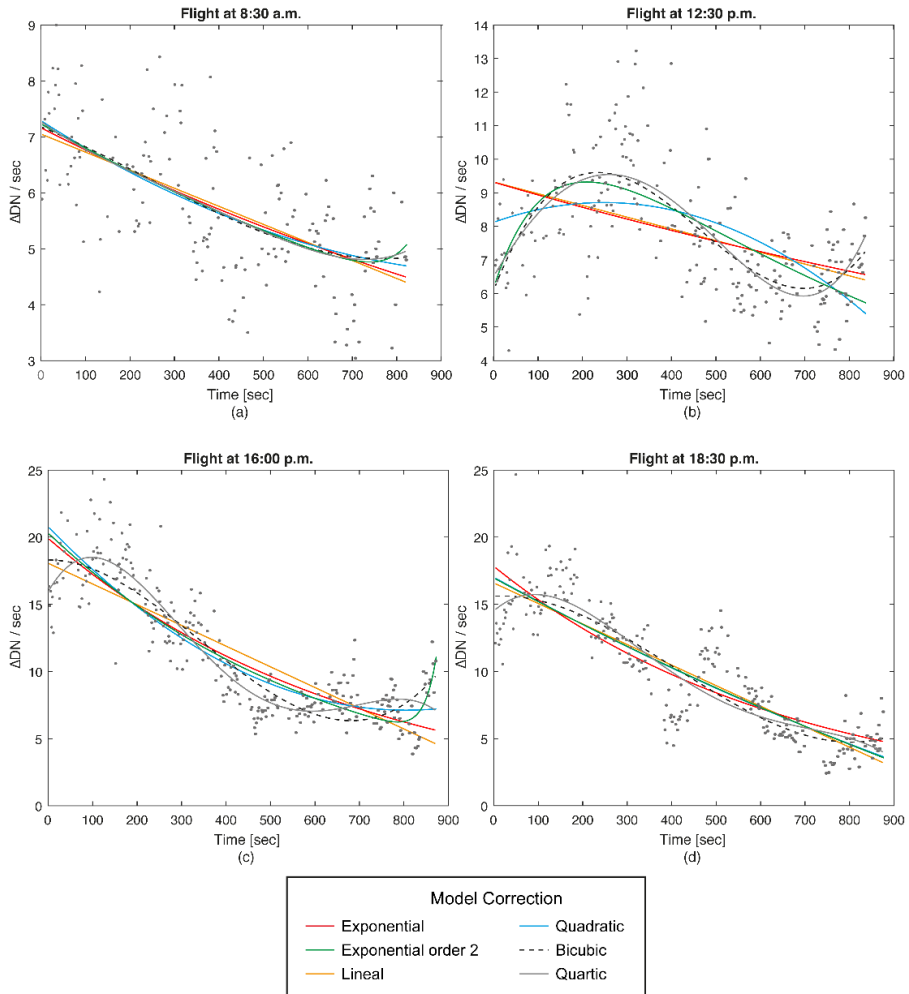 Flight at 8:30 a.m.
9
8
7
6
5
4
3
ΔDN / sec
0 100 200 300 400 500 600 700 800 900
Time [sec]
(a)
Flight at 12:30 p.m.
14
13
12
11
10
9
8
7
6
5
4
ΔDN / sec
0 100 200 300 400 500 600 700 800 900
Time [sec]
(b)
Flight at 16:00 p.m.
25
20
15
10
5
0
ΔDN / sec
0 100 200 300 400 500 600 700 800 900
Time [sec]
(c)
Flight at 18:30 p.m.
25
20
15
10
5
0
ΔDN / sec
0 100 200 300 400 500 600 700 800 900
Time [sec]
(d)
Model Correction
Exponential
Exponential order 2
Lineal
Quadratic
Bicubic
Quartic